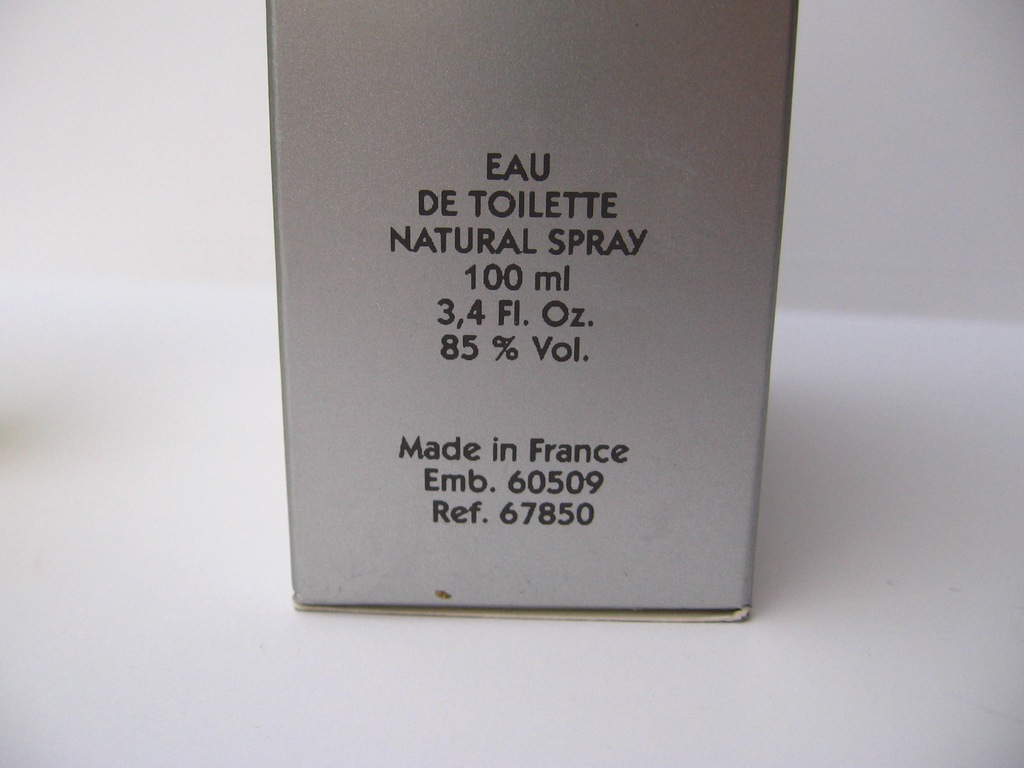 EAU
DE TOILETTE
NATURAL SPRAY
100 ml
3,4 Fl. Oz.
85 % Vol.
Made in France
Emb. 60509
Ref. 67850